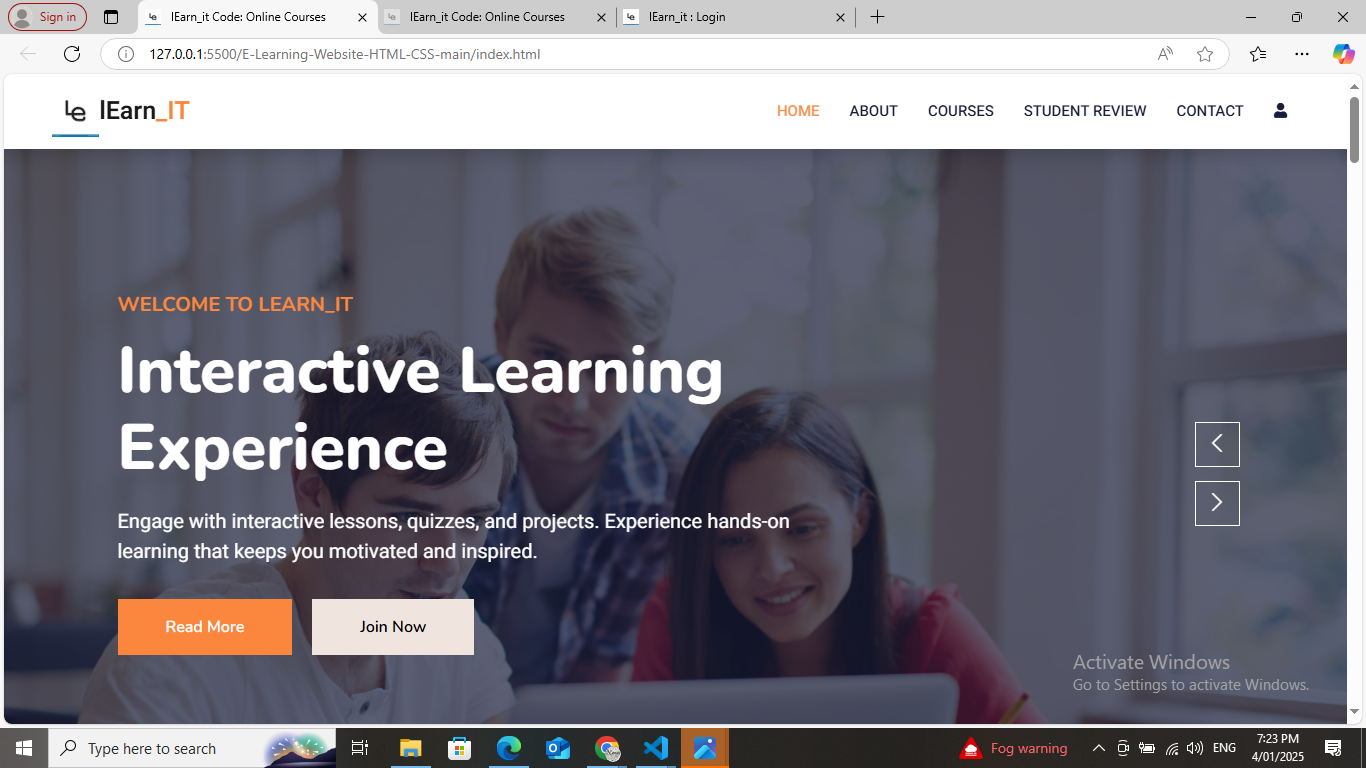 Sign in
lEarn_it Code: Online Courses
lEarn_it Code: Online Courses
lEarn_it : Login
127.0.0.1:5500/E-Learning-Website-HTML-CSS-main/index.html
Le lEarn_IT
HOME ABOUT COURSES STUDENT REVIEW CONTACT
WELCOME TO LEARN_IT
Interactive Learning
Experience
Engage with interactive lessons, quizzes, and projects. Experience hands-on
learning that keeps you motivated and inspired.
Read More Join Now
Activate Windows
Go to Settings to activate Windows.
Type here to search
Fog warning
ENG
7:23 PM
4/01/2025